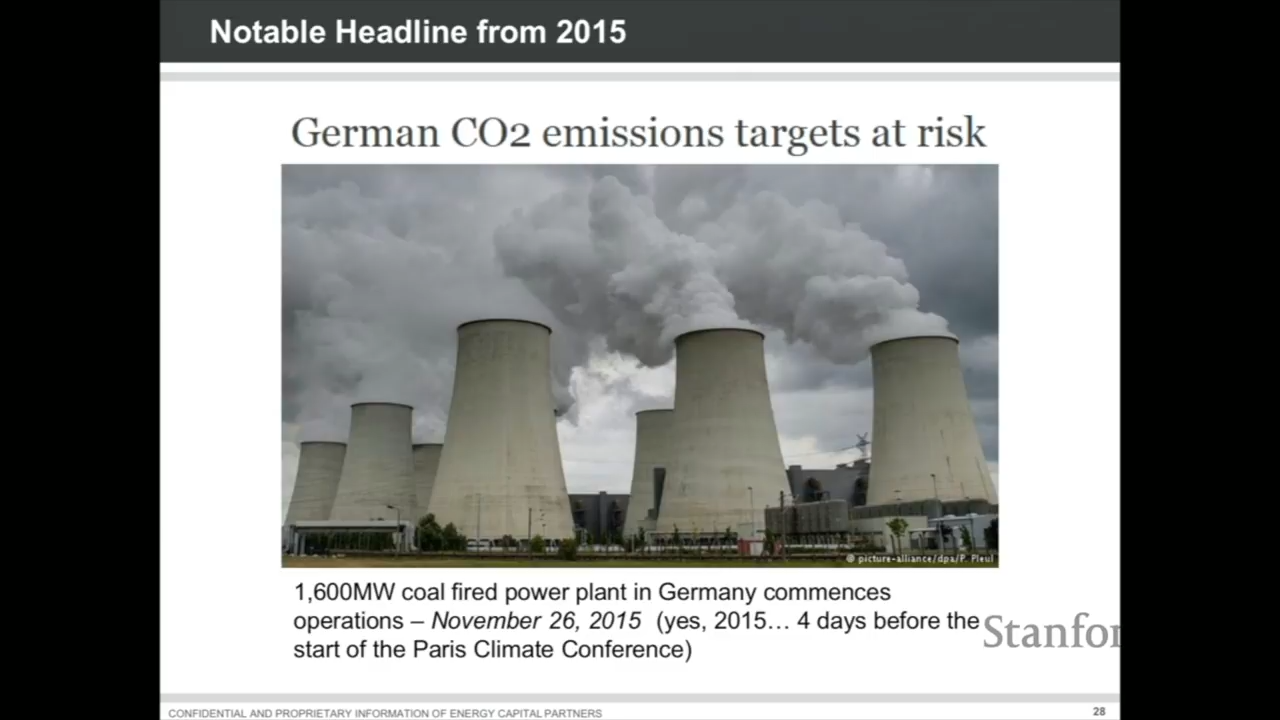 Notable Headline from 2015
German CO2 emissions targets at risk
@ picture-alliance/dpa/P. Pleul
1,600MW coal fired power plant in Germany commences
operations – November 26, 2015 (yes, 2015… 4 days before the
start of the Paris Climate Conference)
Stanfor
CONFIDENTIAL AND PROPRIETARY INFORMATION OF ENERGY CAPITAL PARTNERS
28